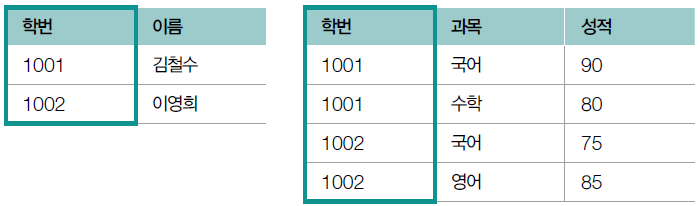 학번 이름
1001 김철수
1002 이영희
학번 과목 성적
1001 국어 90
1001 수학 80
1002 국어 75
1002 영어 85